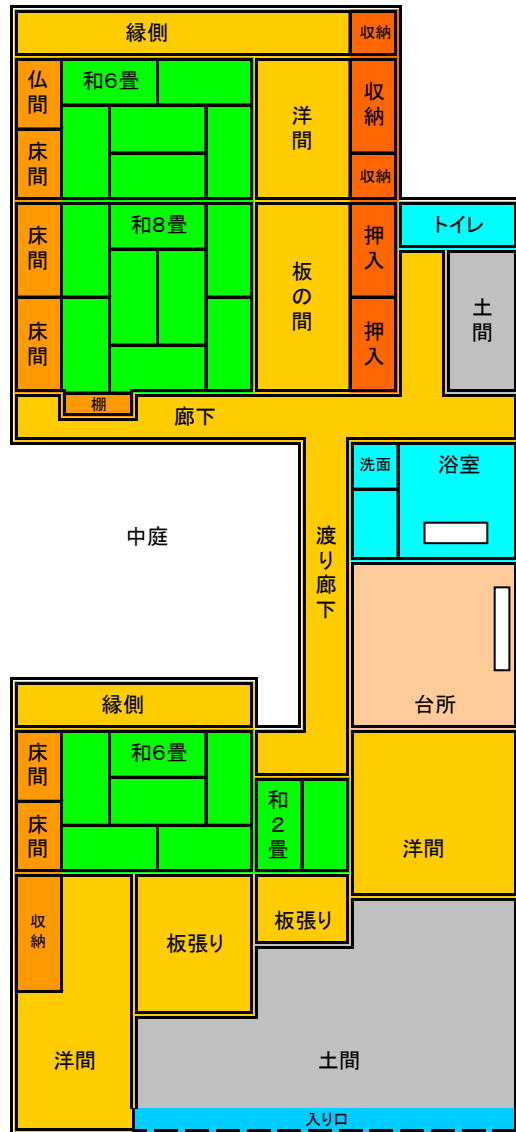 縁側
収納
仏間
和6畳
洋間
収納
床間
収納
床間
和8畳
板の間
押入
トイレ
土間
床間
押入
棚
廊下
洗面
浴室
中庭
渡り廊下
縁側
台所
床間
和6畳
床間
和2畳
洋間
収納
板張り
板張り
洋間
土間
入り口